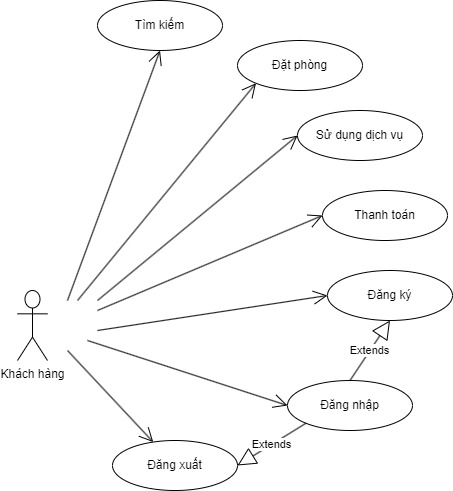 Tìm kiếm
Đặt phòng
Sử dụng dịch vụ
Thanh toán
Đăng ký
Extends
Khách hàng
Đăng nhập
Extends
Đăng xuất